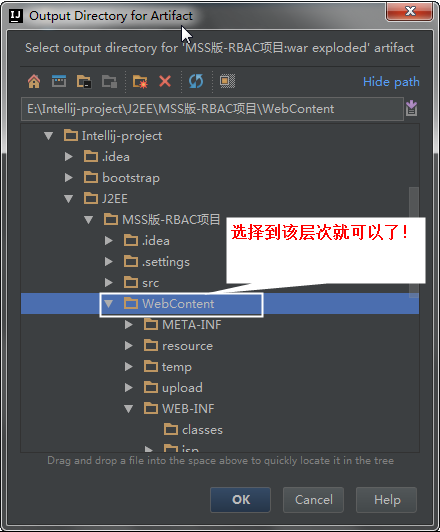 Output Directory for Artifact
Select output directory for 'MSS版-RBAC项目:war exploded' artifact
Hide path
E:\Intellij-project\J2EE\MSS版-RBAC项目\WebContent
Intellij-project
.idea
bootstrap
J2EE
MSS版-RBAC项目
选择到该层次就可以了!
.idea
.settings
src
WebContent
META-INF
resource
temp
upload
WEB-INF
classes
jsp
Drag and drop a file into the space above to quickly locate it in the tree
OK
Cancel
Help